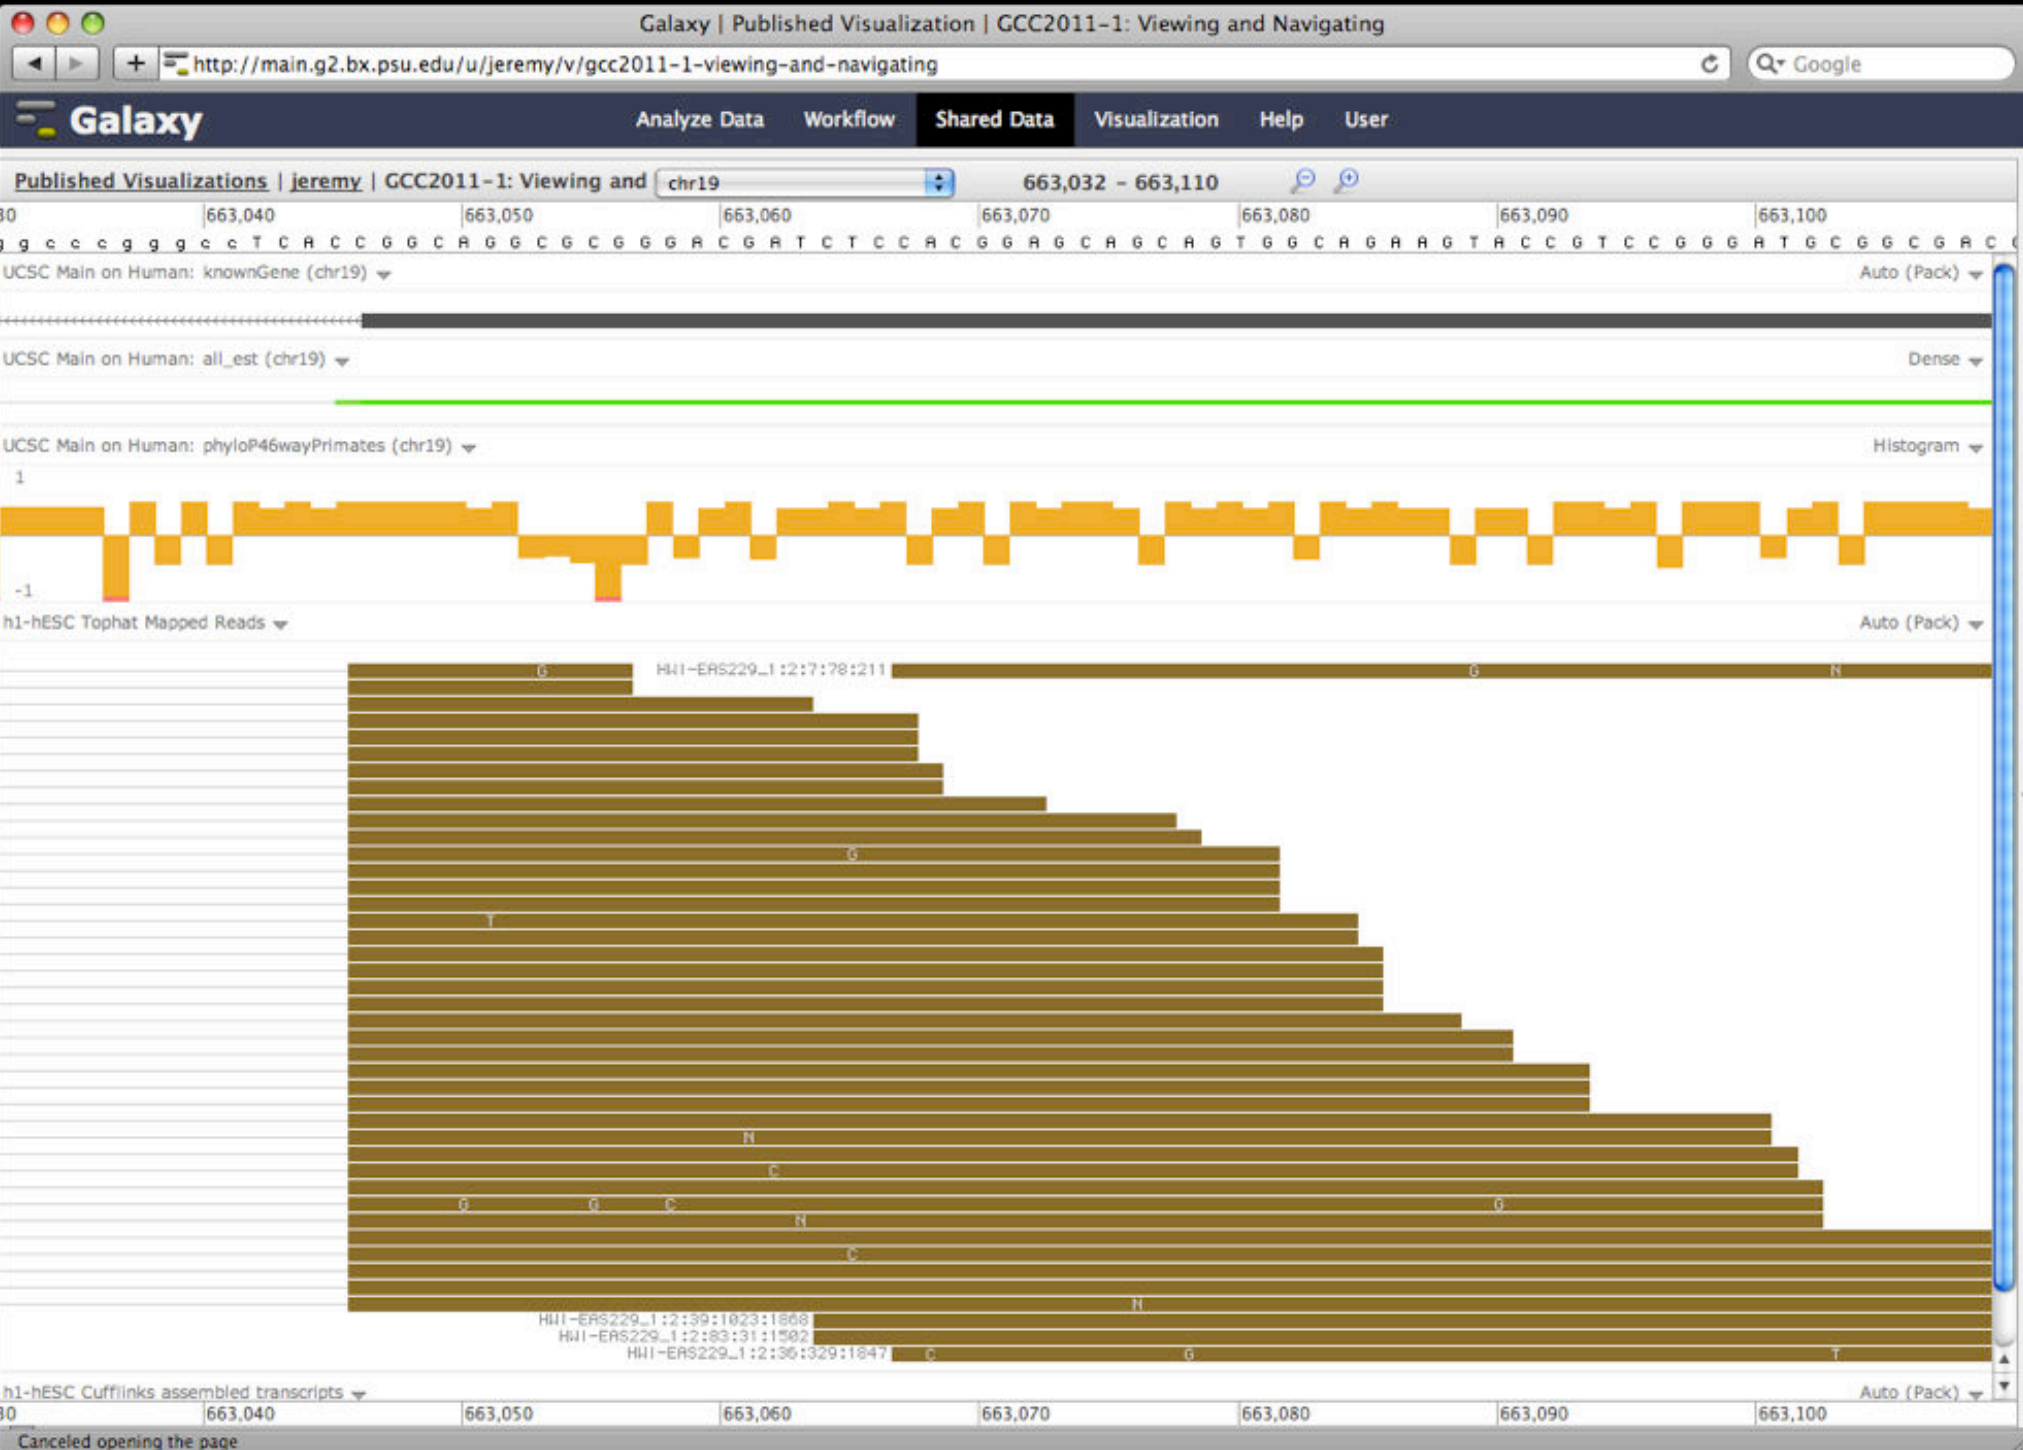 Galaxy | Published Visualization | GCC2011-1: Viewing and Navigating
http://main.g2.bx.psu.edu/u/jeremy/v/gcc2011-1-viewing-and-navigating
Google
Galaxy
Analyze Data Workflow Shared Data Visualization Help User
Published Visualizations | jeremy | GCC2011-1: Viewing and chr19 663,032 - 663,110
30 663,040 663,050 663,060 663,070 663,080 663,090 663,100
g g c c c g g g c c T C A C C G G C A G G C G C G G G A C G A T C T C C A C G G A G C A G C A G T G G C A G A A G T A C C G T C C G G G A T G C G G C G A C
UCSC Main on Human: knownGene (chr19) Auto (Pack)
UCSC Main on Human: all_est (chr19) Dense
UCSC Main on Human: phyloP46wayPrimates (chr19) Histogram
1
-1
h1-hESC Tophat Mapped Reads Auto (Pack)
G HWI-EAS229_1:2:7:78:211 G N
G
T
N
C
G G C G
N
C
N
HWI-EAS229_1:2:39:1023:1868
HWI-EAS229_1:2:83:31:1502
HWI-EAS229_1:2:36:329:1847 C G T
h1-hESC Cufflinks assembled transcripts Auto (Pack)
30 663,040 663,050 663,060 663,070 663,080 663,090 663,100
Canceled opening the page